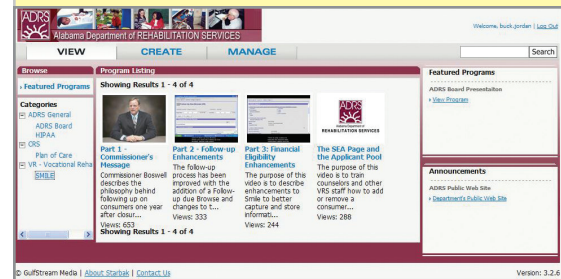 ADRS
Alabama Department of REHABILITATION SERVICES
Welcome, buck.jordan | Log Out
VIEW
CREATE
MANAGE
Search
Browse
Featured Programs
Categories
ADRS General
ADRS Board
HIPAA
CRS
Plan of Care
VR - Vocational Reha
SMILE
Program Listing
Showing Results 1 - 4 of 4
Part 1 -
Commissioner's
Message
Commissioner Boswell
describes the
philosophy behind
following up on
consumers one year
after closur...
Views: 653
Part 2 - Follow-up
Enhancements
The follow-up
process has been
improved with the
addition of a Follow-
up due Browse and
changes to t...
Views: 333
Part 3: Financial
Eligibility
Enhancements
The purpose of this
video is to describe
enhancements to
Smile to better
capture and store
informati...
Views: 244
ADRS
REHABILITATION SERVICES
The SEA Page and
the Applicant Pool
The purpose of this
video is to train
counselors and other
VRS staff how to add
or remove a
consumer...
Views: 288
Showing Results 1 - 4 of 4
Featured Programs
ADRS Board Presentaiton
View Program
Announcements
ADRS Public Web Site
Department's Public Web Site
© GulfStream Media | About Starbak | Contact Us
Version: 3.2.6